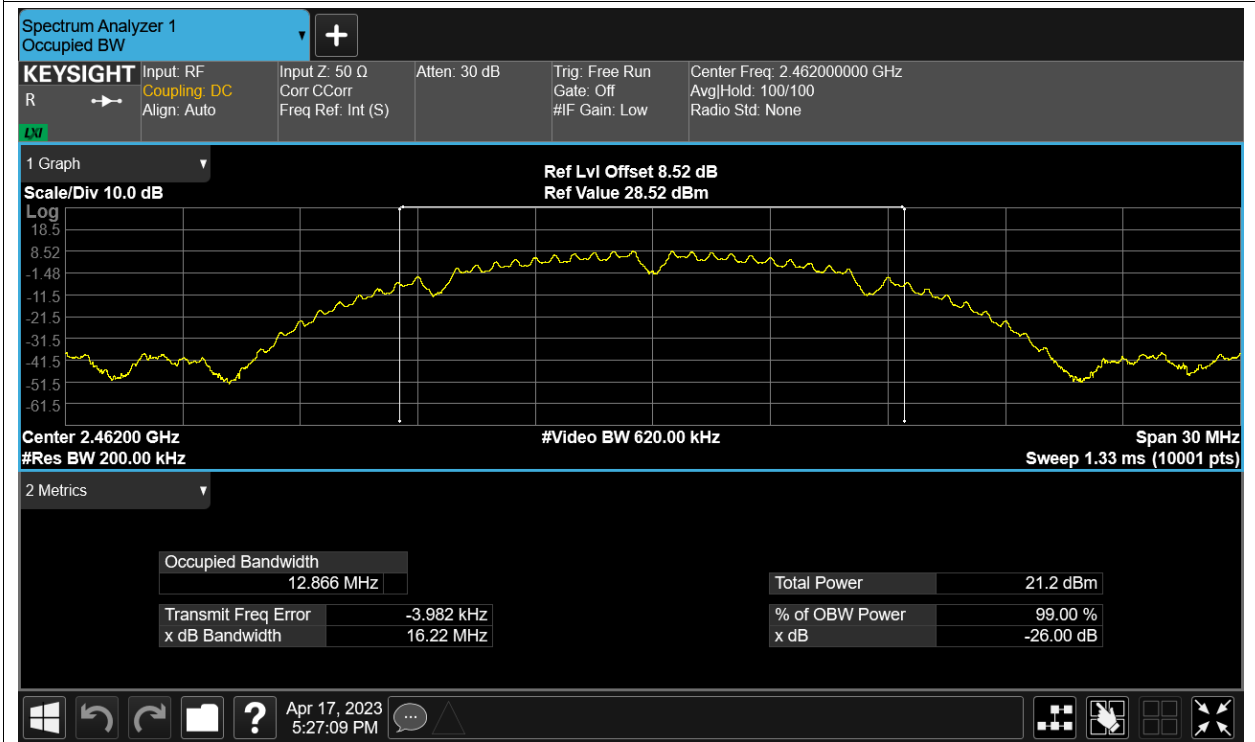 Spectrum Analyzer 1
Occupied BW
KEYSIGHT
R
LXI
Input: RF
Coupling: DC
Align: Auto
Input Z: 50 Ω
Corr CCorr
Freq Ref: Int (S)
Atten: 30 dB
Trig: Free Run
Gate: Off
#IF Gain: Low
Center Freq: 2.462000000 GHz
Avg|Hold: 100/100
Radio Std: None
1 Graph
Scale/Div 10.0 dB
Ref Lvl Offset 8.52 dB
Ref Value 28.52 dBm
Log
18.5
8.52
-1.48
-11.5
-21.5
-31.5
-41.5
-51.5
-61.5
Center 2.46200 GHz
#Video BW 620.00 kHz
Span 30 MHz
#Res BW 200.00 kHz
Sweep 1.33 ms (10001 pts)
2 Metrics
Occupied Bandwidth
12.866 MHz
Total Power 21.2 dBm
Transmit Freq Error -3.982 kHz
% of OBW Power 99.00 %
x dB Bandwidth 16.22 MHz
x dB -26.00 dB
?
Apr 17, 2023
5:27:09 PM